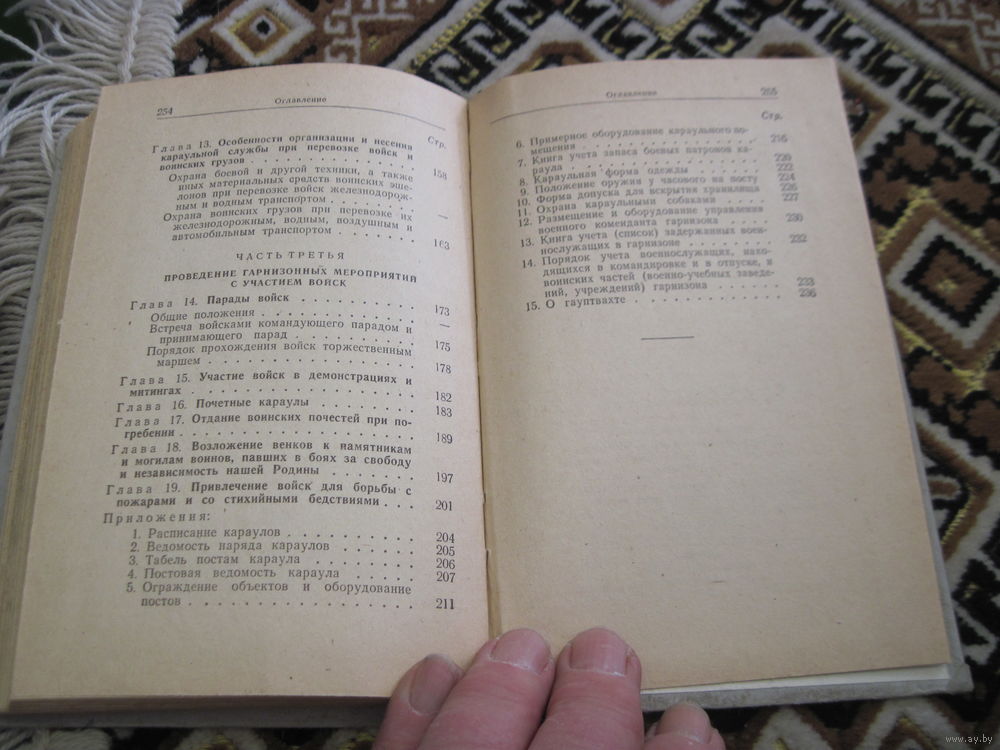 254
Оглавление
Стр.
Глава 13. Особенности организации и несения
караульной службы при перевозке войск и
воинских грузов . . . . . . . . . . . 158
Охрана боевой и другой техники, а также
иных материальных средств воинских эше-
лонов при перевозке войск железнодорож-
ным и водным транспортом . . . . . . . —
Охрана воинских грузов при перевозке их
железнодорожным, водным, воздушным и
автомобильным транспортом . . . . . . 163
ЧАСТЬ ТРЕТЬЯ
ПРОВЕДЕНИЕ ГАРНИЗОННЫХ МЕРОПРИЯТИЙ
С УЧАСТИЕМ ВОЙСК
Глава 14. Парады войск . . . . . . . . 173
Общие положения . . . . . . . . . . —
Встреча войсками командующего парадом и
принимающего парад . . . . . . . . 175
Порядок прохождения войск торжественным
маршем . . . . . . . . . . . . . 178
Глава 15. Участие войск в демонстрациях и
митингах . . . . . . . . . . . . . 182
Глава 16. Почетные караулы . . . . . . . 183
Глава 17. Отдание воинских почестей при по-
гребении . . . . . . . . . . . . . 189
Глава 18. Возложение венков к памятникам
и могилам воинов, павших в боях за свободу
и независимость нашей Родины . . . . . . 197
Глава 19. Привлечение войск для борьбы с
пожарами и со стихийными бедствиями . . . 201
Приложения:
1. Расписание караулов . . . . . . . . 204
2. Ведомость наряда караулов . . . . . 205
3. Табель постам караула . . . . . . . 206
4. Постовая ведомость караула . . . . . 207
5. Ограждение объектов и оборудование
постов . . . . . . . . . . . . . 211
Оглавление
255
Стр.
6. Примерное оборудование караульного по-
мещения . . . . . . . . . . . . . 216
7. Книга учета запаса боевых патронов ка-
раула . . . . . . . . . . . . . . 220
8. Караульная форма одежды . . . . . . 222
9. Положение оружия у часового на посту 224
10. Форма допуска для вскрытия хранилища 226
11. Охрана караульными собаками . . . . 227
12. Размещение и оборудование управления
военного коменданта гарнизона . . . . 230
13. Книга учета (список) задержанных воен-
нослужащих в гарнизоне . . . . . . . 232
14. Порядок учета военнослужащих, нахо-
дящихся в командировке и в отпуске, и
воинских частей (военно-учебных заведе-
ний, учреждений) гарнизона . . . . . 233
15. О гауптвахте . . . . . . . . . . 236
www.ay.by